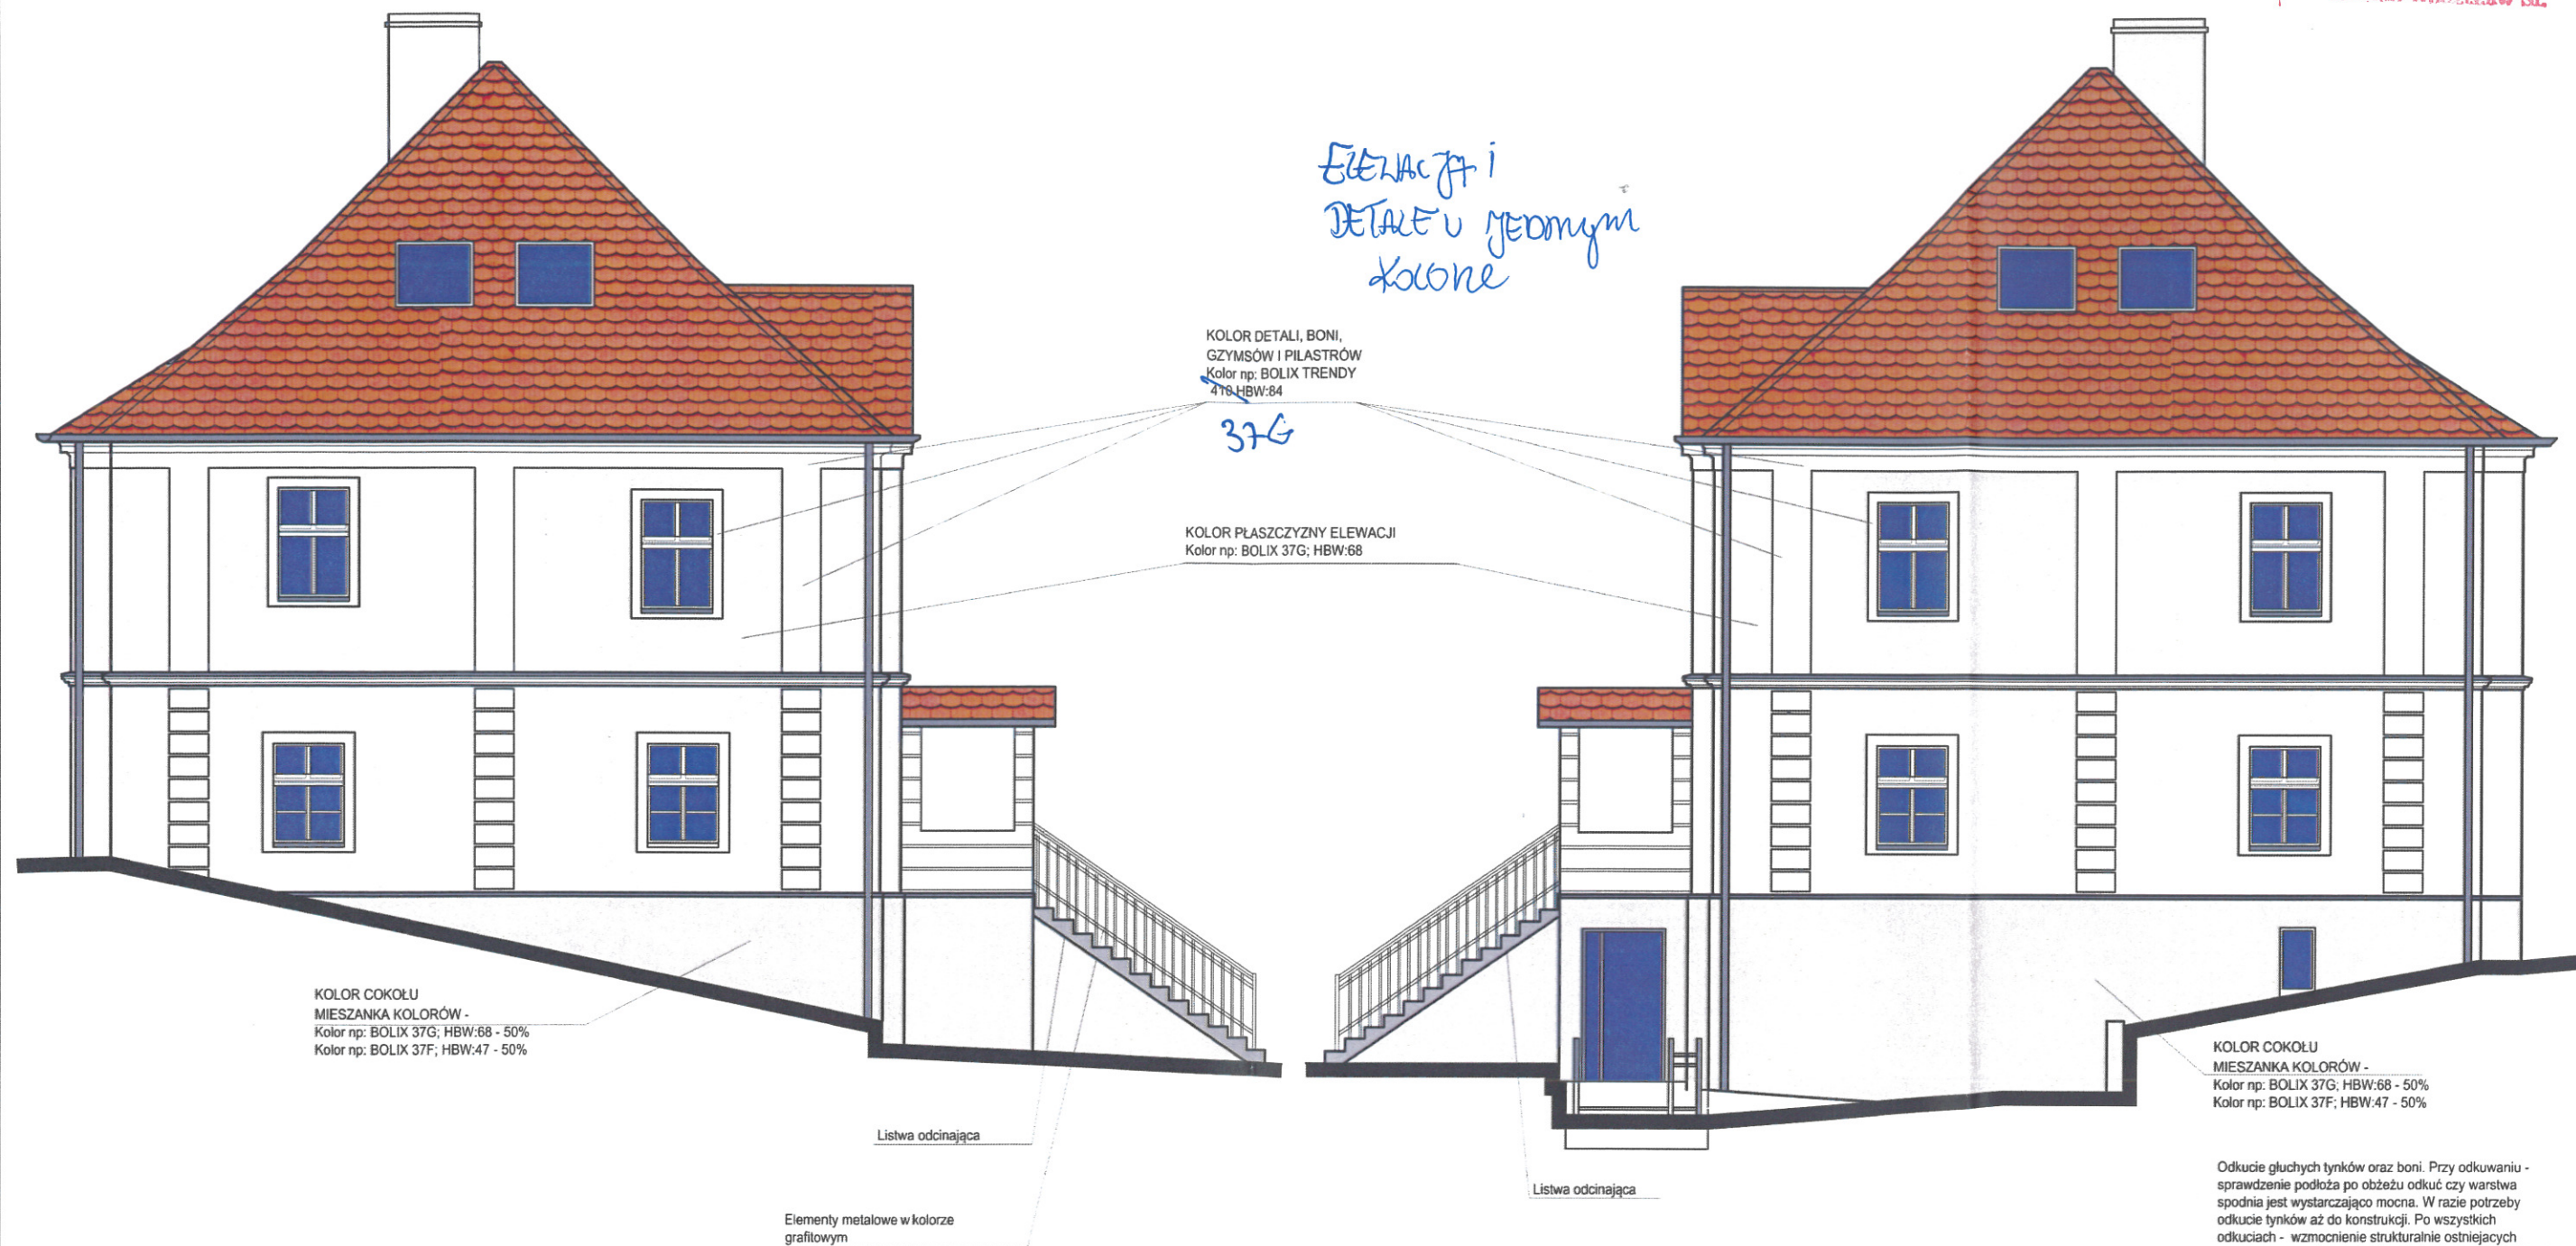 ELEWACJA i
DETALE W JEDNYM
KOLORZE
KOLOR DETALI, BONI,
GZYMSÓW I PILASTRÓW
Kolor np: BOLIX TRENDY
410 HBW:84
37G
KOLOR PŁASZCZYZNY ELEWACJI
Kolor np: BOLIX 37G; HBW:68
KOLOR COKOŁU
MIESZANKA KOLORÓW -
Kolor np: BOLIX 37G; HBW:68 - 50%
Kolor np: BOLIX 37F; HBW:47 - 50%
KOLOR COKOŁU
MIESZANKA KOLORÓW -
Kolor np: BOLIX 37G; HBW:68 - 50%
Kolor np: BOLIX 37F; HBW:47 - 50%
Listwa odcinająca
Listwa odcinająca
Elementy metalowe w kolorze
grafitowym
Odkucie głuchych tynków oraz boni. Przy odkuwaniu -
sprawdzenie podłoża po obżeżu odkuć czy warstwa
spodnia jest wystarczająco mocna. W razie potrzeby
odkucie tynków aż do konstrukcji. Po wszystkich
odkuciach - wzmocnienie strukturalnie ostniejacych